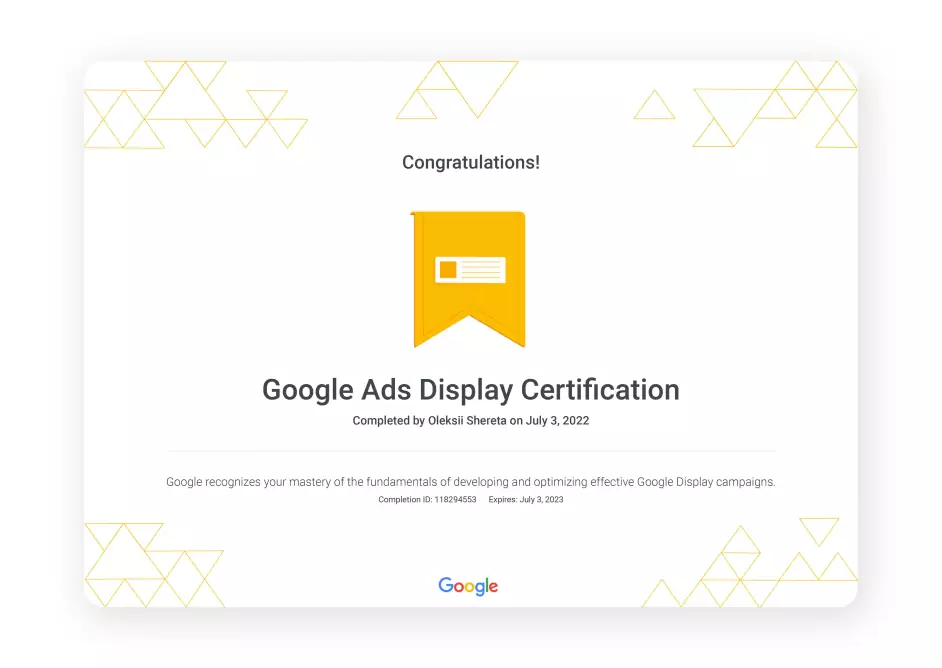 Congratulations!
Google Ads Display Certification
Completed by Oleksii Shereta on July 3, 2022
Google recognizes your mastery of the fundamentals of developing and optimizing effective Google Display campaigns.
Completion ID: 118294553 Expires: July 3, 2023
Google